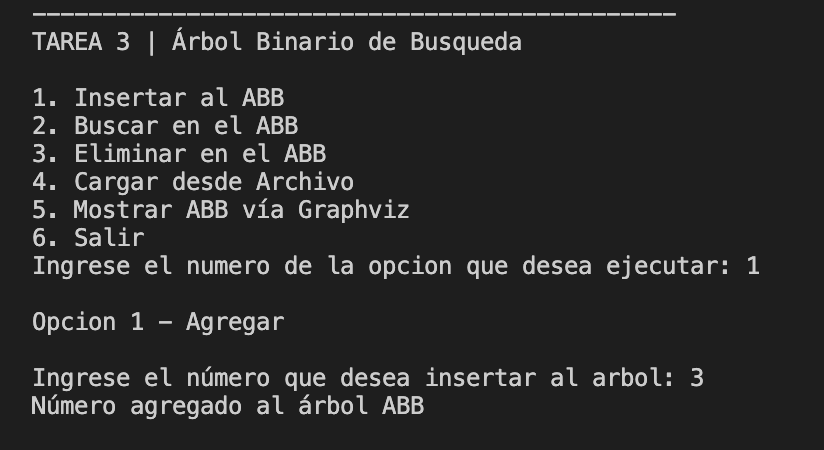 ----------------------------------------------
TAREA 3 | Árbol Binario de Busqueda
1. Insertar al ABB
2. Buscar en el ABB
3. Eliminar en el ABB
4. Cargar desde Archivo
5. Mostrar ABB vía Graphviz
6. Salir
Ingrese el numero de la opcion que desea ejecutar: 1
Opcion 1 - Agregar
Ingrese el número que desea insertar al arbol: 3
Número agregado al árbol ABB